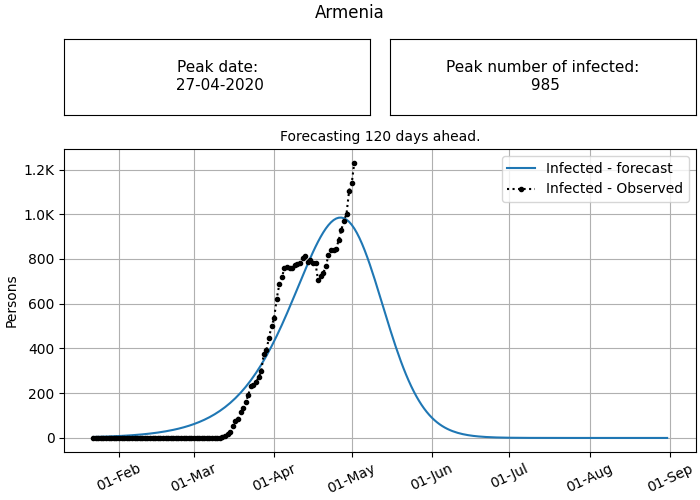 Armenia
Peak date:
27-04-2020
Peak number of infected:
985
Forecasting 120 days ahead.
Infected - forecast
Infected - Observed
Persons
1.2K
1.0K
800
600
400
200
0
01-Feb
01-Mar
01-Apr
01-May
01-Jun
01-Jul
01-Aug
01-Sep